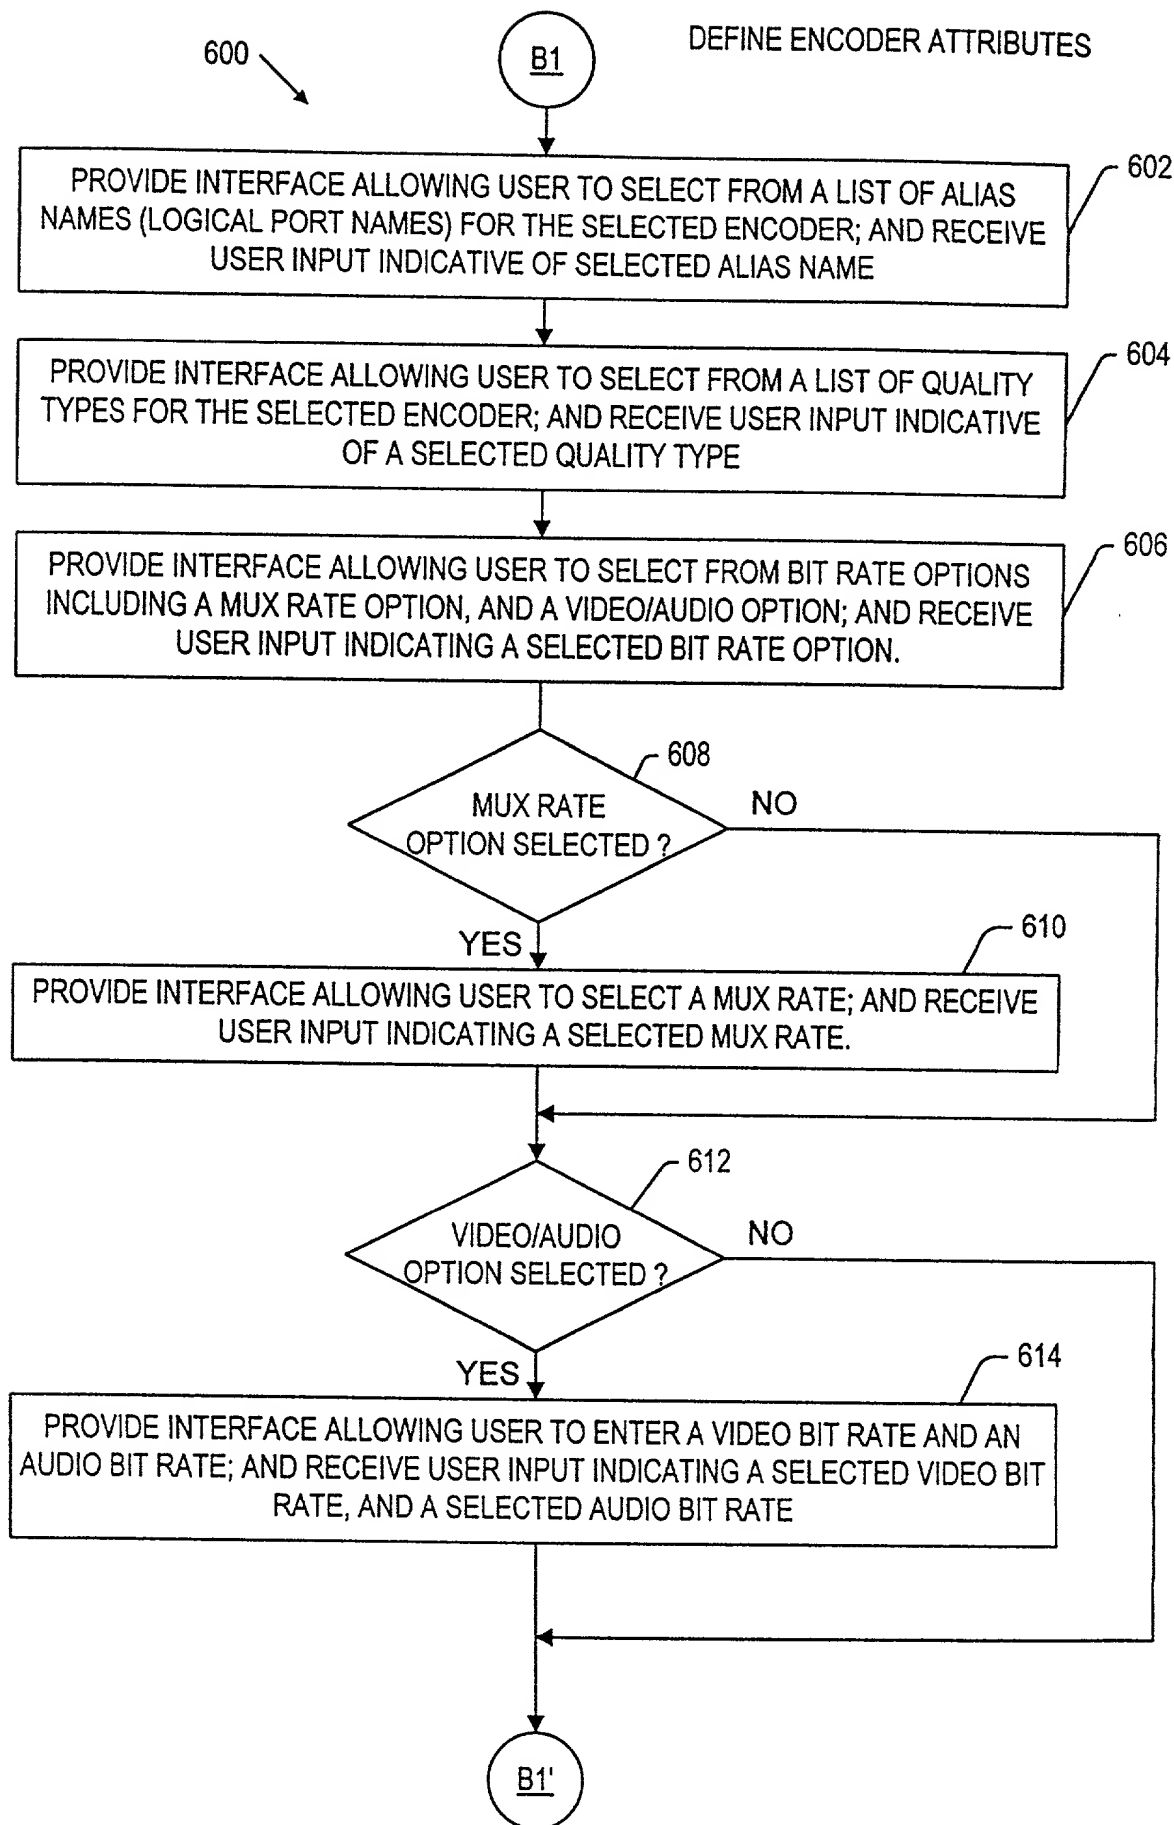 DEFINE ENCODER ATTRIBUTES
600
B1
602
PROVIDE INTERFACE ALLOWING USER TO SELECT FROM A LIST OF ALIAS
NAMES (LOGICAL PORT NAMES) FOR THE SELECTED ENCODER; AND RECEIVE
USER INPUT INDICATIVE OF SELECTED ALIAS NAME
604
PROVIDE INTERFACE ALLOWING USER TO SELECT FROM A LIST OF QUALITY
TYPES FOR THE SELECTED ENCODER; AND RECEIVE USER INPUT INDICATIVE
OF A SELECTED QUALITY TYPE
606
PROVIDE INTERFACE ALLOWING USER TO SELECT FROM BIT RATE OPTIONS
INCLUDING A MUX RATE OPTION, AND A VIDEO/AUDIO OPTION; AND RECEIVE
USER INPUT INDICATING A SELECTED BIT RATE OPTION.
608
MUX RATE
OPTION SELECTED ?
NO
YES
610
PROVIDE INTERFACE ALLOWING USER TO SELECT A MUX RATE; AND RECEIVE
USER INPUT INDICATING A SELECTED MUX RATE.
612
VIDEO/AUDIO
OPTION SELECTED ?
NO
YES
614
PROVIDE INTERFACE ALLOWING USER TO ENTER A VIDEO BIT RATE AND AN
AUDIO BIT RATE; AND RECEIVE USER INPUT INDICATING A SELECTED VIDEO BIT
RATE, AND A SELECTED AUDIO BIT RATE
B1'